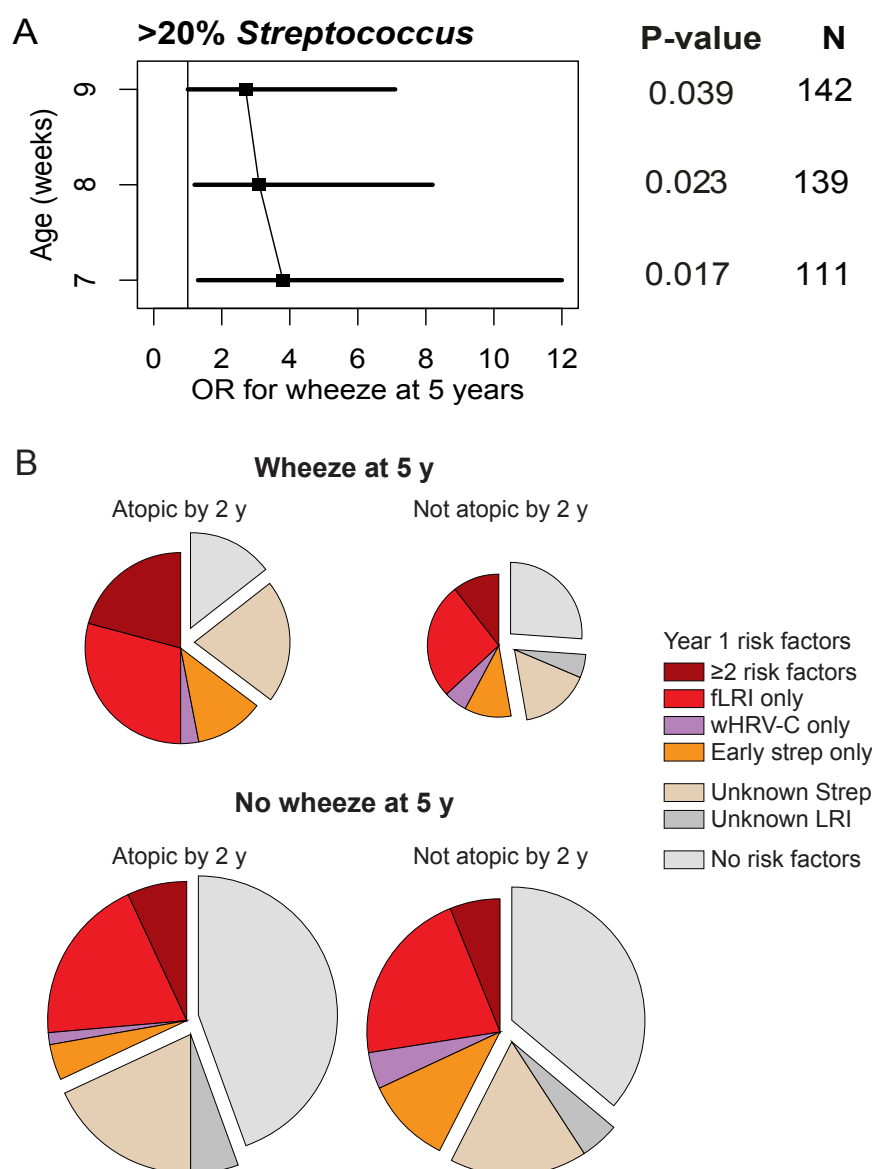 A
>20% Streptococcus
P-value N
9
0.039 142
8
0.023 139
7
0.017 111
Age (weeks)
0 2 4 6 8 10 12
OR for wheeze at 5 years
B
Wheeze at 5 y
Atopic by 2 y
Not atopic by 2 y
Year 1 risk factors
≥2 risk factors
fLRI only
wHRV-C only
Early strep only
Unknown Strep
Unknown LRI
No risk factors
No wheeze at 5 y
Atopic by 2 y
Not atopic by 2 y